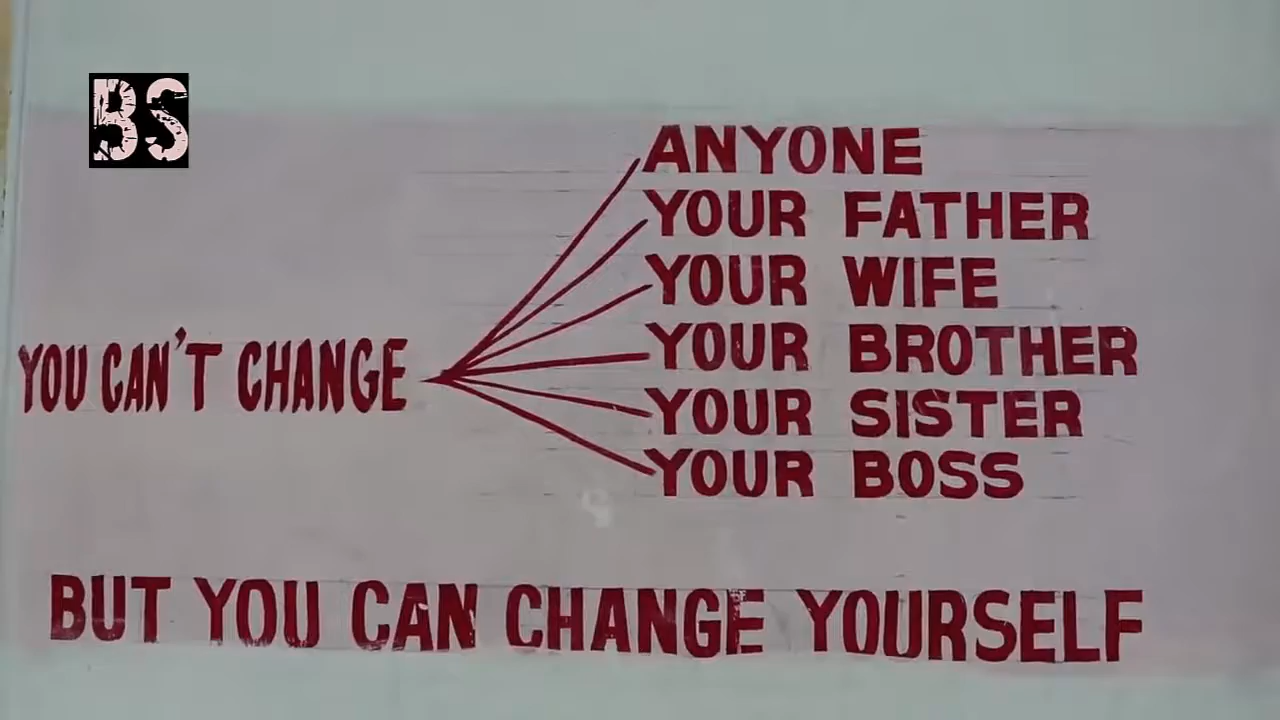 BS
ANYONE
YOUR FATHER
YOUR WIFE
YOUR BROTHER
YOU CAN'T CHANGE
YOUR SISTER
YOUR BOSS
BUT YOU CAN CHANGE YOURSELF